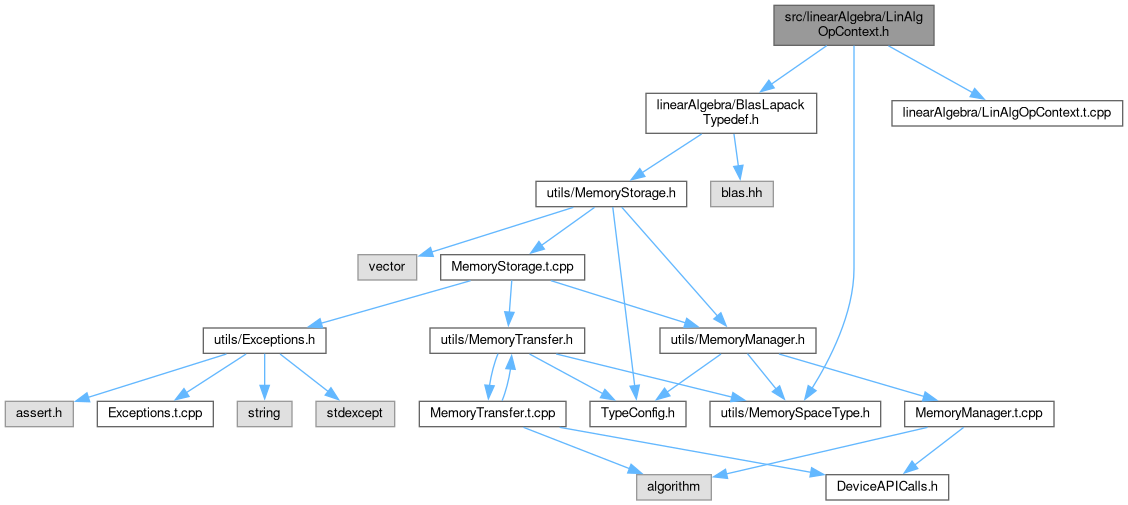 src/linearAlgebra/LinAlg
OpContext.h
linearAlgebra/BlasLapack
Typedef.h
linearAlgebra/LinAlgOpContext.t.cpp
utils/MemoryStorage.h
blas.hh
vector
MemoryStorage.t.cpp
utils/Exceptions.h
utils/MemoryTransfer.h
utils/MemoryManager.h
assert.h
Exceptions.t.cpp
string
stdexcept
MemoryTransfer.t.cpp
TypeConfig.h
utils/MemorySpaceType.h
MemoryManager.t.cpp
algorithm
DeviceAPICalls.h